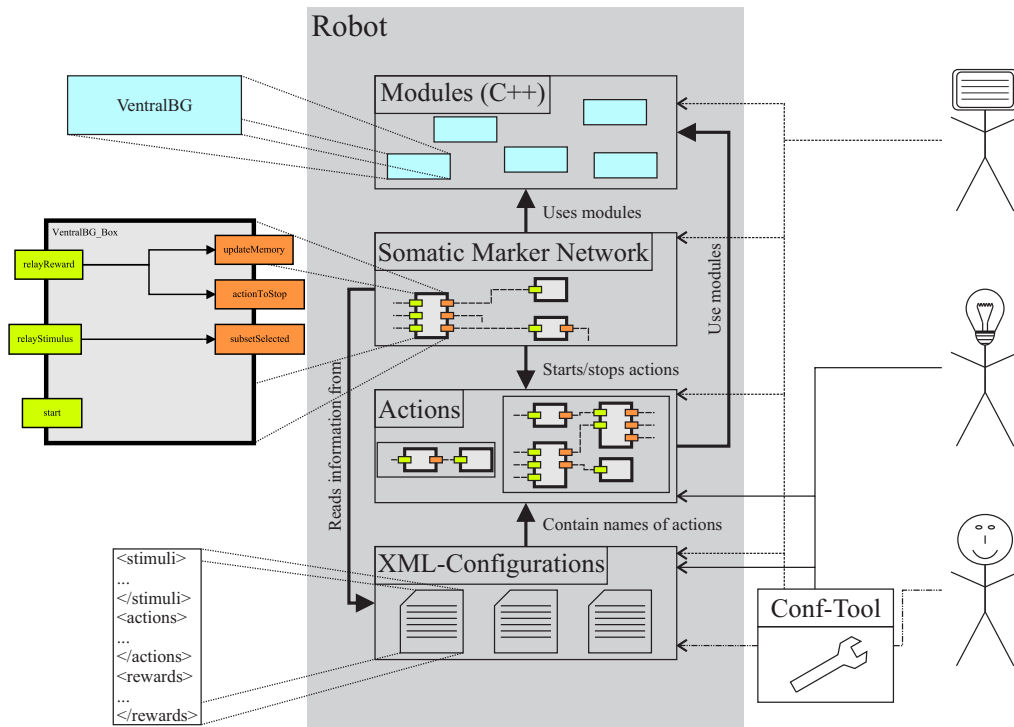 Robot
Modules (C++)
VentralBG
Uses modules
Somatic Marker Network
VentralBG_Box
relayReward
updateMemory
actionToStop
relayStimulus
subsetSelected
start
Use modules
Starts/stops actions
Reads information from
Actions
Contain names of actions
XML-Configurations
<stimuli>
...
</stimuli>
<actions>
...
</actions>
<rewards>
...
</rewards>
Conf-Tool